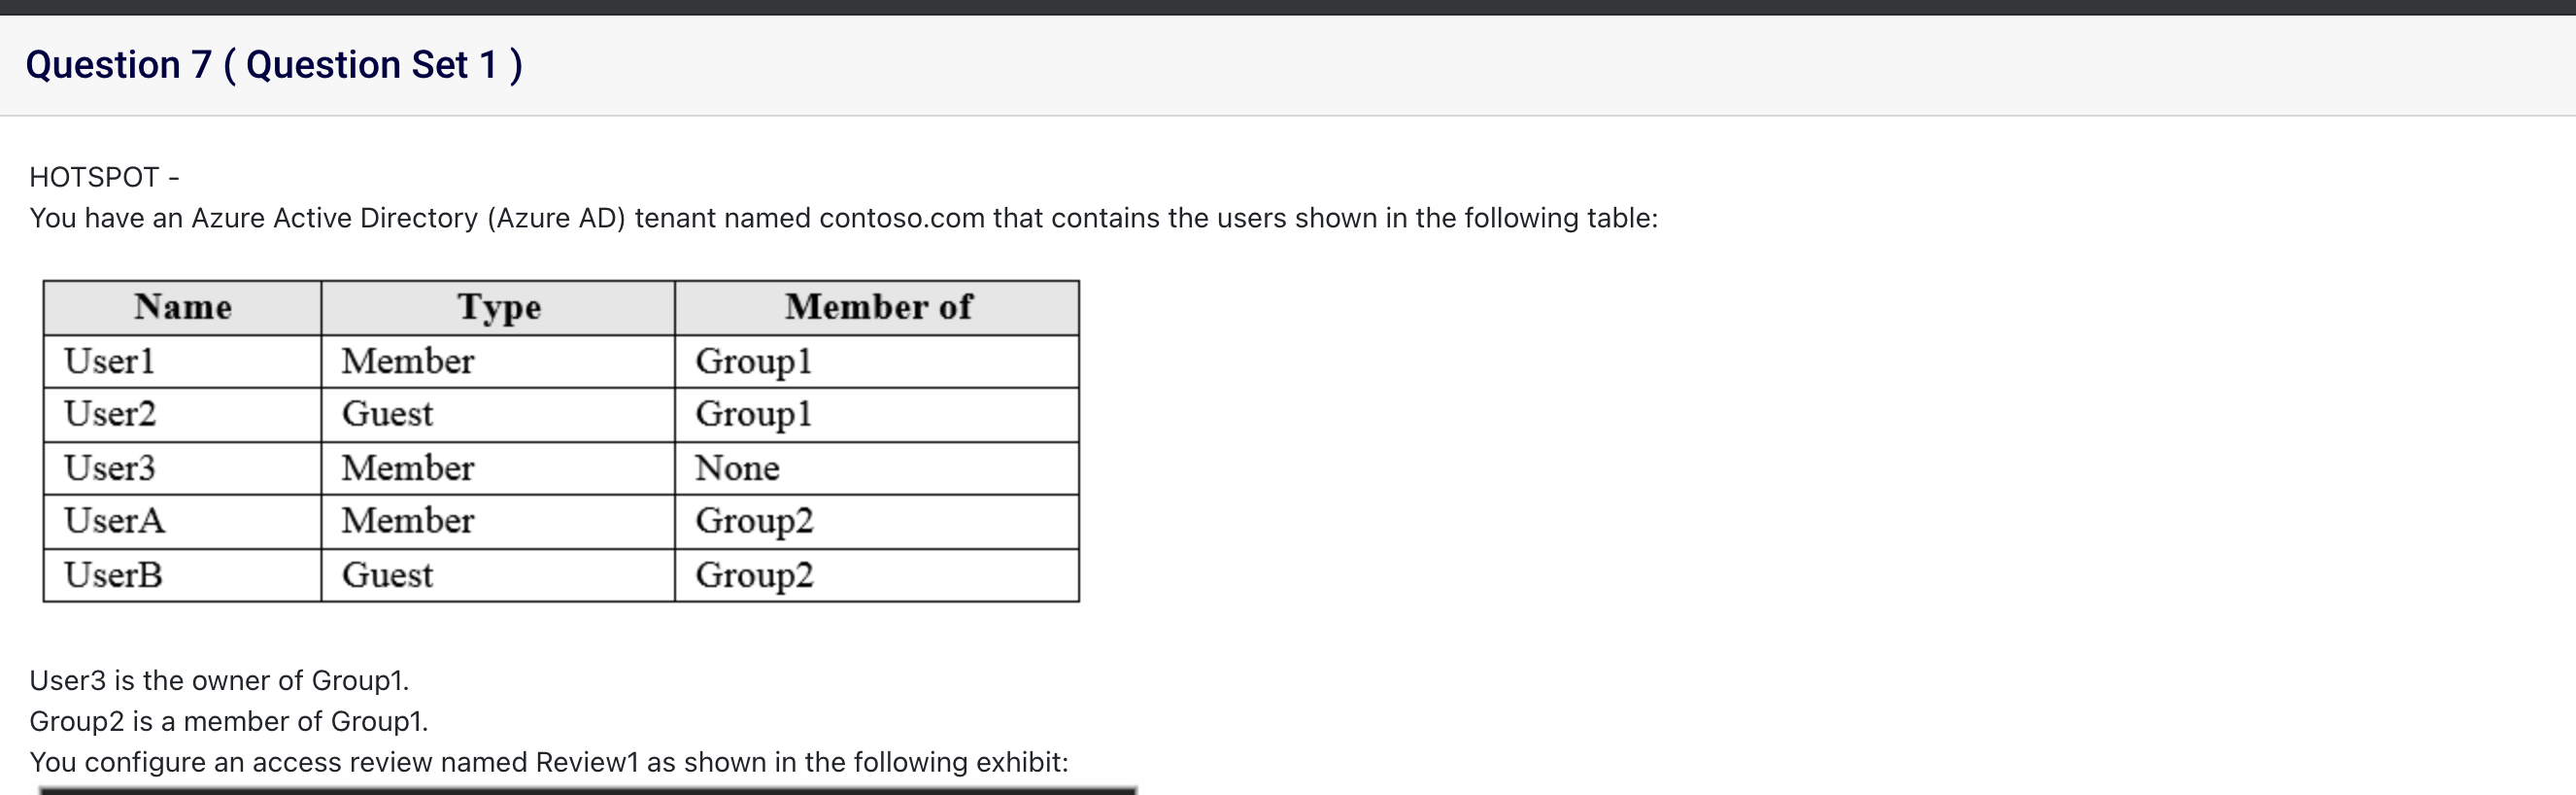 Question 7 ( Question Set 1 )
HOTSPOT -
You have an Azure Active Directory (Azure AD) tenant named contoso.com that contains the users shown in the following table:
Name Type Member of
User1 Member Group1
User2 Guest Group1
User3 Member None
UserA Member Group2
UserB Guest Group2
User3 is the owner of Group1.
Group2 is a member of Group1.
You configure an access review named Review1 as shown in the following exhibit: